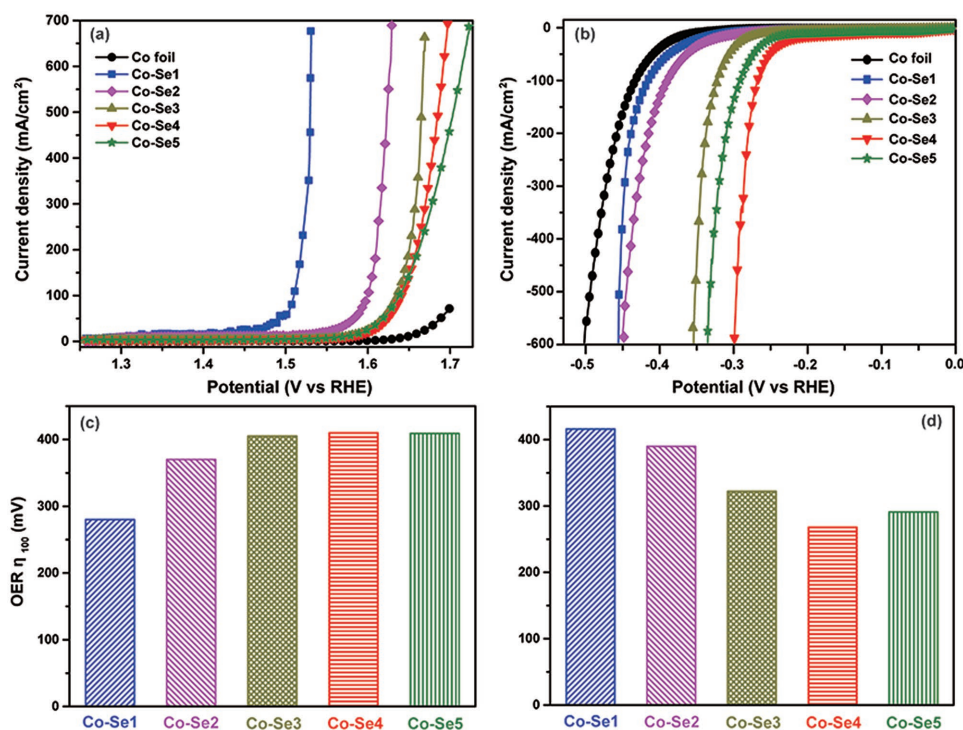 (a)
Co foil
Co-Se1
Co-Se2
Co-Se3
Co-Se4
Co-Se5
Current density (mA/cm²)
700
600
500
400
300
200
100
0
1.3
1.4
1.5
1.6
1.7
Potential (V vs RHE)
(b)
Co foil
Co-Se1
Co-Se2
Co-Se3
Co-Se4
Co-Se5
Current density (mA/cm²)
0
-100
-200
-300
-400
-500
-600
-0.5
-0.4
-0.3
-0.2
-0.1
0.0
Potential (V vs RHE)
(c)
OER η 100 (mV)
400
300
200
100
0
Co-Se1
Co-Se2
Co-Se3
Co-Se4
Co-Se5
(d)
400
300
200
100
0
Co-Se1
Co-Se2
Co-Se3
Co-Se4
Co-Se5